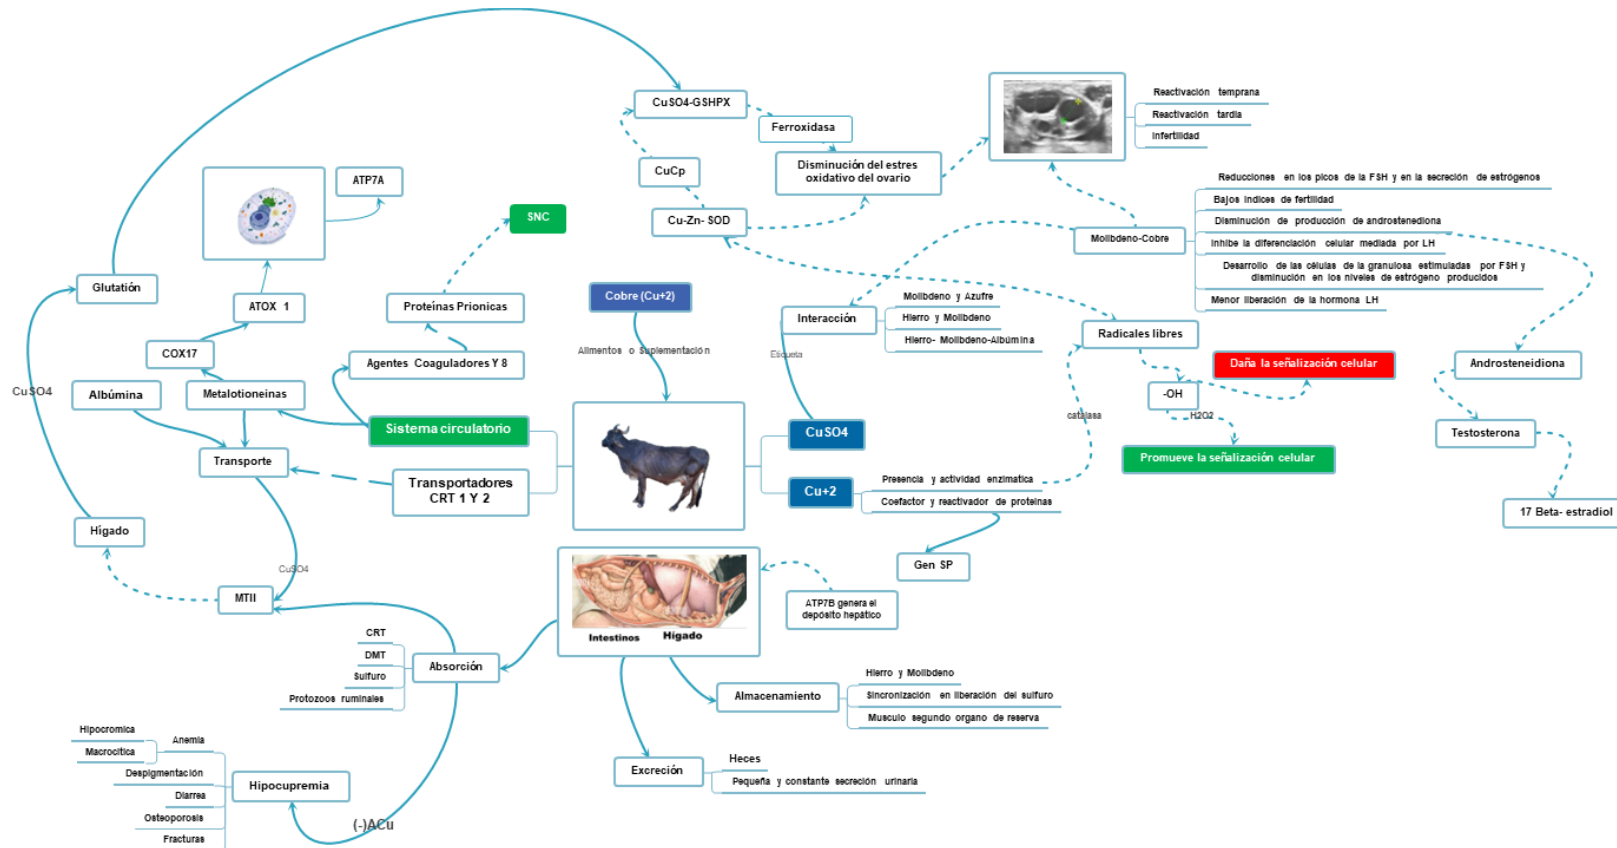 CuSO4-GSHPX
Ferroxidasa
Reactivación temprana
Reactivación tardia
Infertilidad
Disminución del estres
oxidativo del ovario
CuCp
ATP7A
SNC
Cu-Zn- SOD
Reducciones en los picos de la FSH y en la secreción de estrógenos
Bajos indices de fertilidad
Disminución de producción de androstenediona
Molibdeno-Cobre
Inhibe la diferenciación celular mediada por LH
Desarrollo de las células de la granulosa estimuladas por FSH y
disminución en los niveles de estrógeno producidos
Menor liberación de la hormona LH
Glutatión
ATOX 1
Proteínas Prionicas
Cobre (Cu+2)
Molibdeno y Azufre
Interacción
Hierro y Molibdeno
Hierro- Molibdeno-Albúmina
Radicales libres
Alimentos o Suplementación
Etiqueta
COX17
Agentes Coaguladores Y 8
Daña la señalización celular
Androsteneidiona
CuSO4
Albúmina
Metalotioneinas
-OH
H2O2
catalasa
Sistema circulatorio
CuSO4
Testosterona
Transporte
Promueve la señalización celular
Transportadores
CRT 1 Y 2
Cu+2
Presencia y actividad enzimatica
Coefactor y reactivador de proteinas
17 Beta- estradiol
Hígado
CuSO4
Gen SP
MTII
ATP7B genera el
depósito hepático
Intestinos
Hígado
CRT
DMT
Absorción
Sulfuro
Protozoos ruminales
Almacenamiento
Hierro y Molibdeno
Sincronización en liberación del sulfuro
Musculo segundo organo de reserva
Hipocromica
Anemia
Macrocitica
Despigmentación
Hipocupremia
Diarrea
Osteoporosis
Fracturas
(-)ACu
Excreción
Heces
Pequeña y constante secreción urinaria